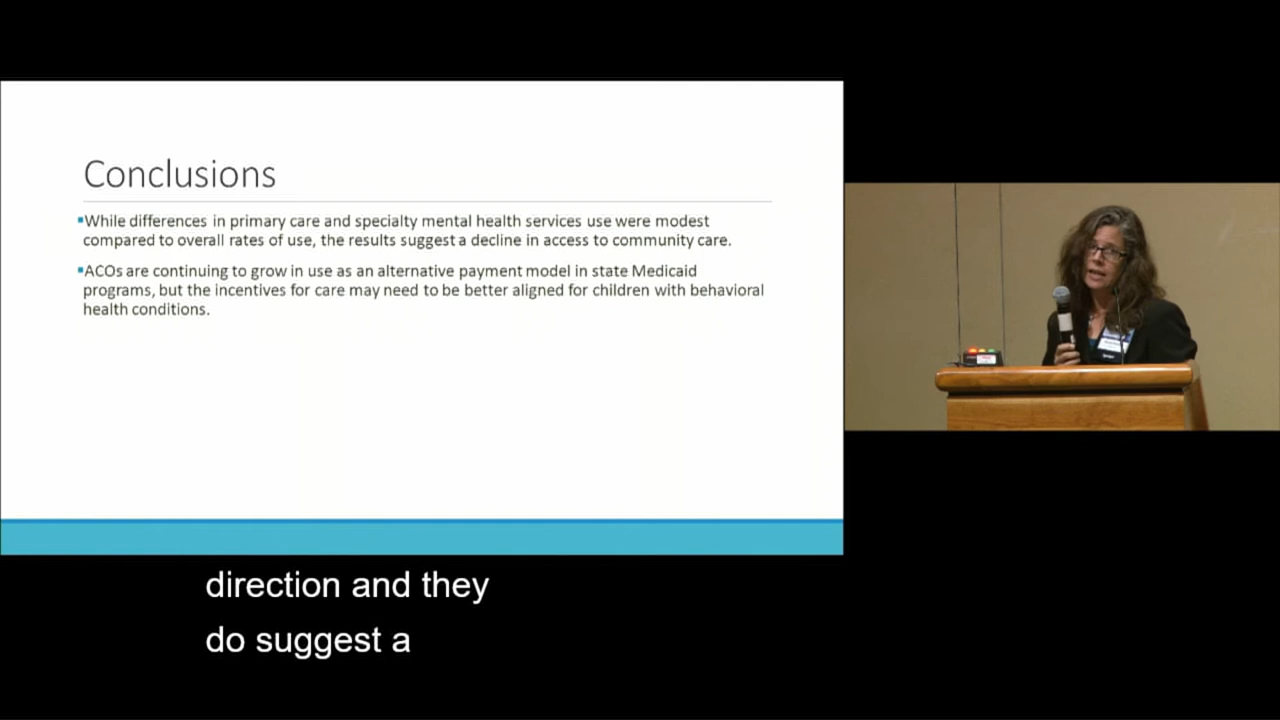 Conclusions
▪While differences in primary care and specialty mental health services use were modest
compared to overall rates of use, the results suggest a decline in access to community care.
▪ACOs are continuing to grow in use as an alternative payment model in state Medicaid
programs, but the incentives for care may need to be better aligned for children with behavioral
health conditions.
direction and they
do suggest a